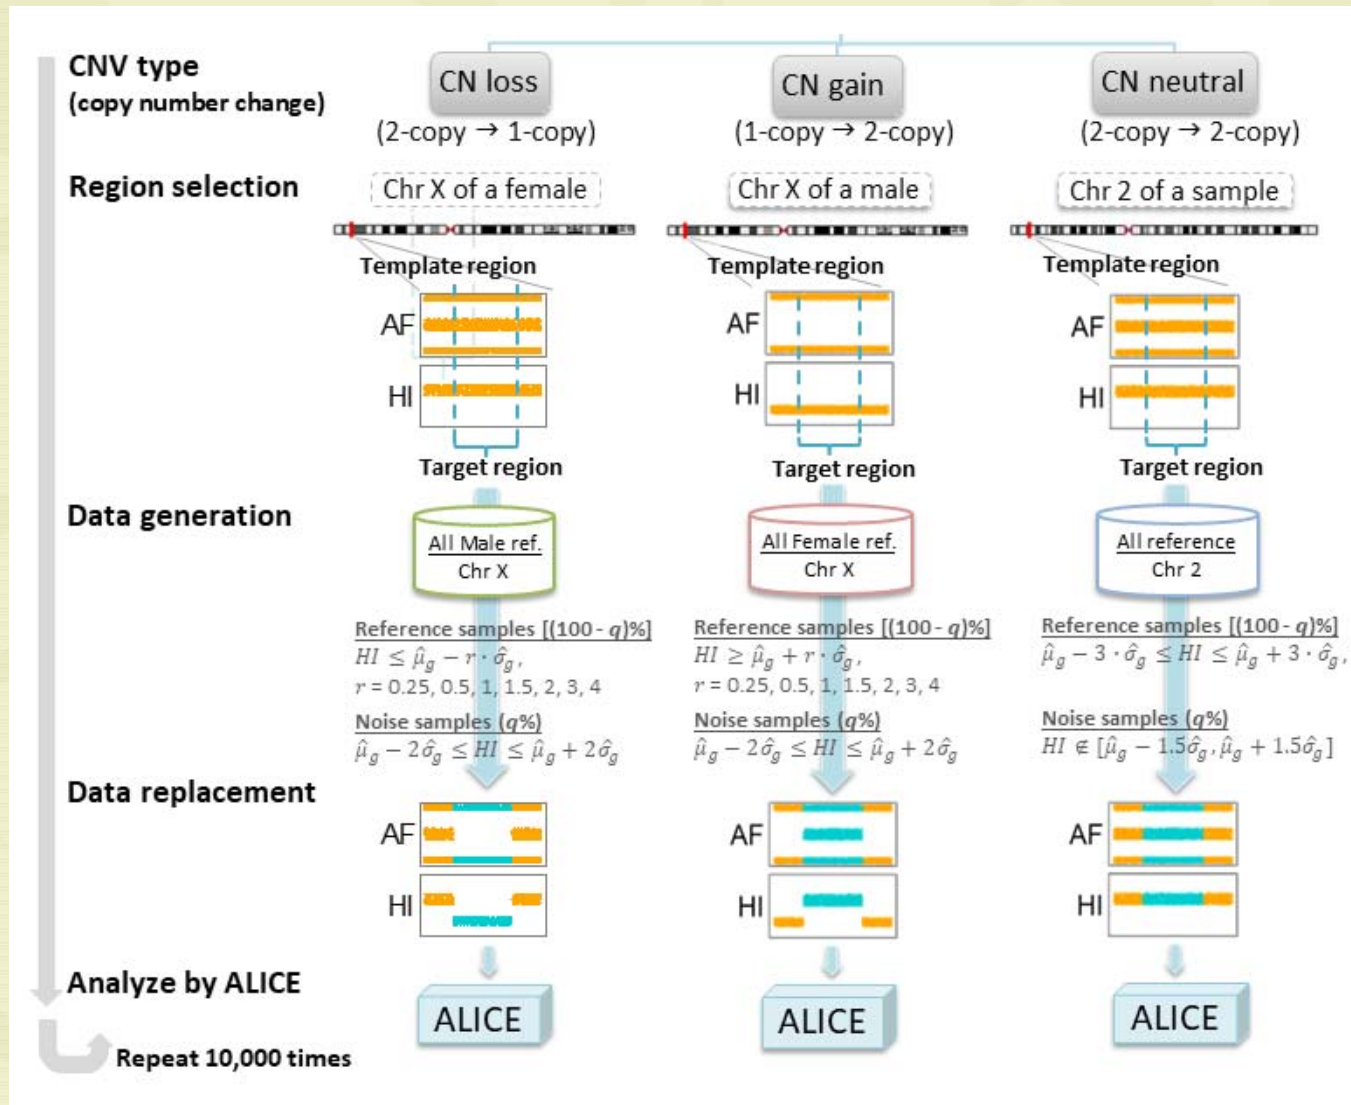 CNV type
(copy number change)
CN loss
CN gain
CN neutral
(2-copy → 1-copy)
(1-copy → 2-copy)
(2-copy → 2-copy)
Region selection
Chr X of a female
Chr X of a male
Chr 2 of a sample
Template region
Template region
Template region
AF
AF
AF
HI
HI
HI
Target region
Target region
Target region
Data generation
All Male ref.
Chr X
All Female ref.
Chr X
All reference
Chr 2
Reference samples [(100 - q)%]
HI ≤ μ̂g − r · σ̂g,
r = 0.25, 0.5, 1, 1.5, 2, 3, 4
Noise samples (q%)
μ̂g − 2σ̂g ≤ HI ≤ μ̂g + 2σ̂g
Reference samples [(100 - q)%]
HI ≥ μ̂g + r · σ̂g,
r = 0.25, 0.5, 1, 1.5, 2, 3, 4
Noise samples (q%)
μ̂g − 2σ̂g ≤ HI ≤ μ̂g + 2σ̂g
Reference samples [(100 - q)%]
μ̂g − 3 · σ̂g ≤ HI ≤ μ̂g + 3 · σ̂g,
Noise samples (q%)
HI ∉ [μ̂g − 1.5σ̂g, μ̂g + 1.5σ̂g]
Data replacement
AF
AF
AF
HI
HI
HI
Analyze by ALICE
ALICE
ALICE
ALICE
Repeat 10,000 times